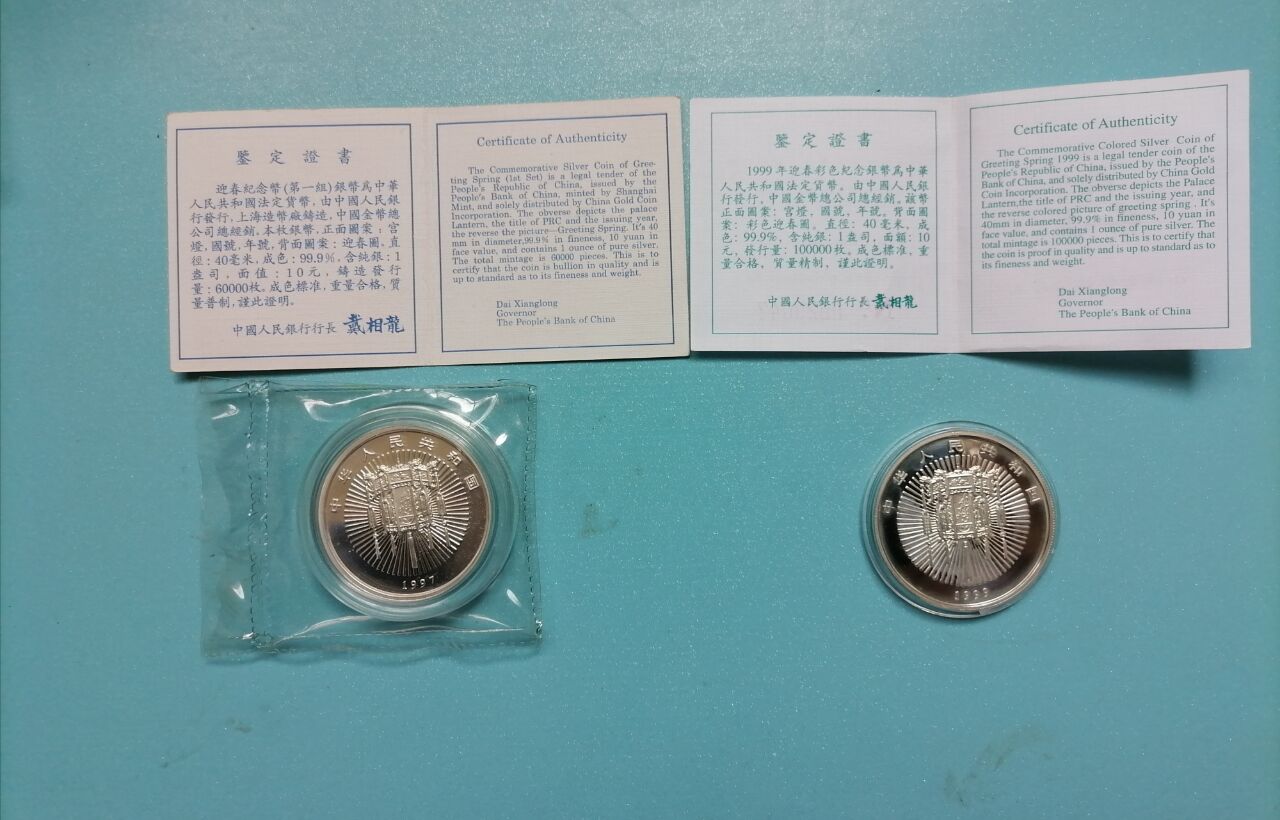 鑒定證書
迎春紀念幣(第一組)銀幣爲中華
人民共和國法定貨幣，由中國人民銀
行發行，上海造幣廠鑄造，中國金幣總
公司總經銷。本枚銀幣，正面圖案：宮
燈，國號，年號，背面圖案：迎春圖。直
徑：40毫米，成色：99.9%，含純銀：1
盎司，面值：10元，鑄造發行
量：60000枚。成色標准，重量合格，質
量普制，謹此證明。
中國人民銀行行長 戴相龍
Certificate of Authenticity
The Commemorative Silver Coin of Gree-
ting Spring (1st Set) is a legal tender of the
People's Republic of China, issued by the
People's Bank of China, minted by Shanghai
Mint, and solely distributed by China Gold Coin
Incorporation. The obverse depicts the palace
Lantern, the title of PRC and the issuing year,
the reverse the picture—Greeting Spring. It's 40
mm in diameter,99.9% in fineness, 10 yuan in
face value, and contains 1 ounce of pure silver.
The total mintage is 60000 pieces. This is to
certify that the coin is bullion in quality and is
up to standard as to its fineness and weight.
Dai Xianglong
Governor
The People's Bank of China
鑒定證書
1999年迎春彩色紀念銀幣爲中華
人民共和國法定貨幣。由中國人民銀行
發行，中國金幣總公司總經銷。該幣
正面圖案：宮燈，國號，年號。背面圖
案：彩色迎春圖。直徑：40毫米，成
色：99.9%，含純銀：1盎司，面額：10
元，發行量：100000枚。成色標准，重
量合格，質量精制，謹此證明。
中國人民銀行行長 戴相龍
Certificate of Authenticity
The Commemorative Colored Silver Coin of
Greeting Spring 1999 is a legal tender coin of the
People's Republic of China, issued by the People's
Bank of China, and solely distributed by China Gold
Coin Incorporation. The obverse depicts the Palace
Lantern,the title of PRC and the issuing year, and
the reverse colored picture of greeting spring . It's
40mm in diameter, 99.9% in fineness, 10 yuan in
face value, and contains 1 ounce of pure silver. The
total mintage is 100000 pieces. This is to certify that
the coin is proof in quality and is up to standard as to
its fineness and weight.
Dai Xianglong
Governor
The People's Bank of China
中华人民共和国
1997
中华人民共和国
1999